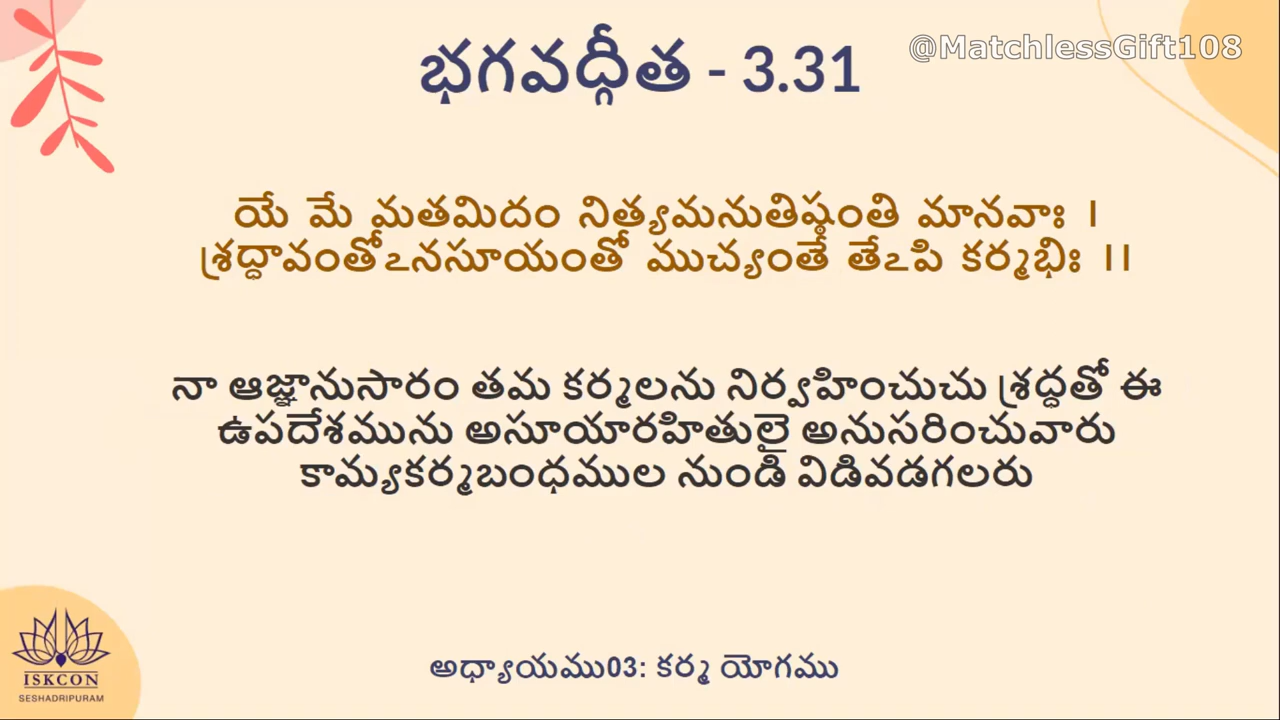 భగవద్గీత - 3.31
@MatchlessGift108
యే మే మతమిదం నిత్యమనుతిష్ఠంతి మానవాః ।
శ్రద్ధావంతోఽనసూయంతో ముచ్యంతే తేఽపి కర్మభిః ।।
నా ఆజ్ఞానుసారం తమ కర్మలను నిర్వహించుచు శ్రద్ధతో ఈ
ఉపదేశమును అసూయారహితులై అనుసరించువారు
కామ్యకర్మబంధముల నుండి విడివడగలరు
ISKCON
SESHADRIPURAM
అధ్యాయము03: కర్మ యోగము